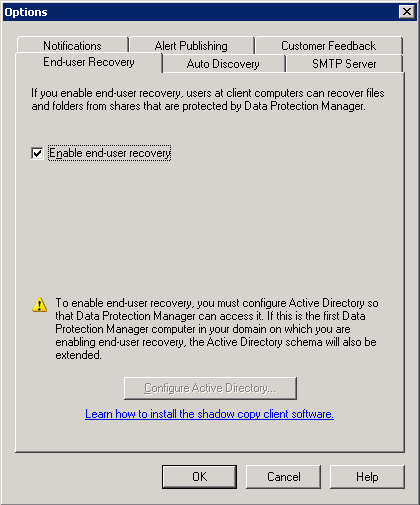 Options
Notifications
Alert Publishing
Customer Feedback
End-user Recovery
Auto Discovery
SMTP Server
If you enable end-user recovery, users at client computers can recover files
and folders from shares that are protected by Data Protection Manager.
Enable end-user recovery
To enable end-user recovery, you must configure Active Directory so
that Data Protection Manager can access it. If this is the first Data
Protection Manager computer in your domain on which you are
enabling end-user recovery, the Active Directory schema will also be
extended.
Configure Active Directory...
Learn how to install the shadow copy client software.
OK
Cancel
Help